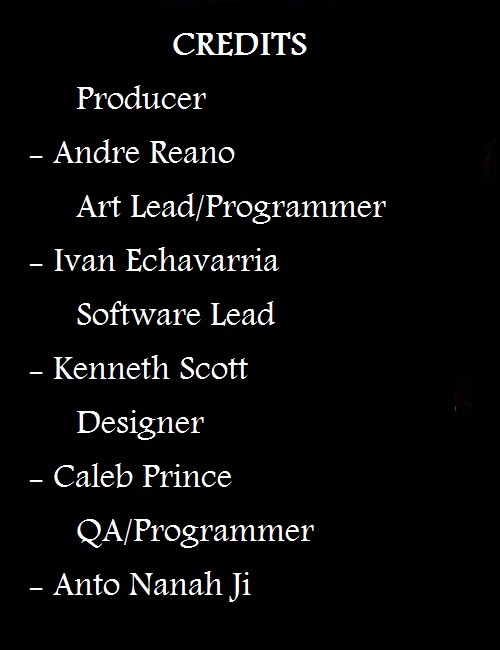 CREDITS
Producer
- Andre Reano
Art Lead/Programmer
- Ivan Echavarria
Software Lead
- Kenneth Scott
Designer
- Caleb Prince
QA/Programmer
- Anto Nanah Ji